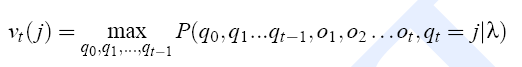 v_t(j) = max_{q_0,q_1,...,q_{t−1}} P(q_0,q_1...q_{t−1},o_1,o_2...o_t,q_t = j|λ)